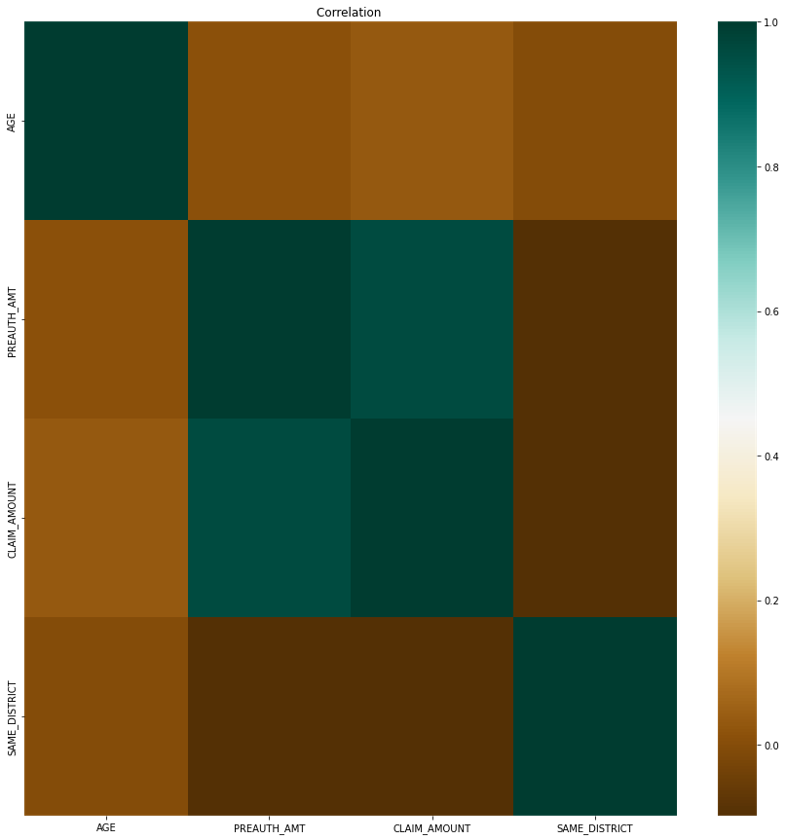 Correlation
AGE
PREAUTH_AMT
CLAIM_AMOUNT
SAME_DISTRICT
AGE
PREAUTH_AMT
CLAIM_AMOUNT
SAME_DISTRICT
1.0
0.8
0.6
0.4
0.2
0.0